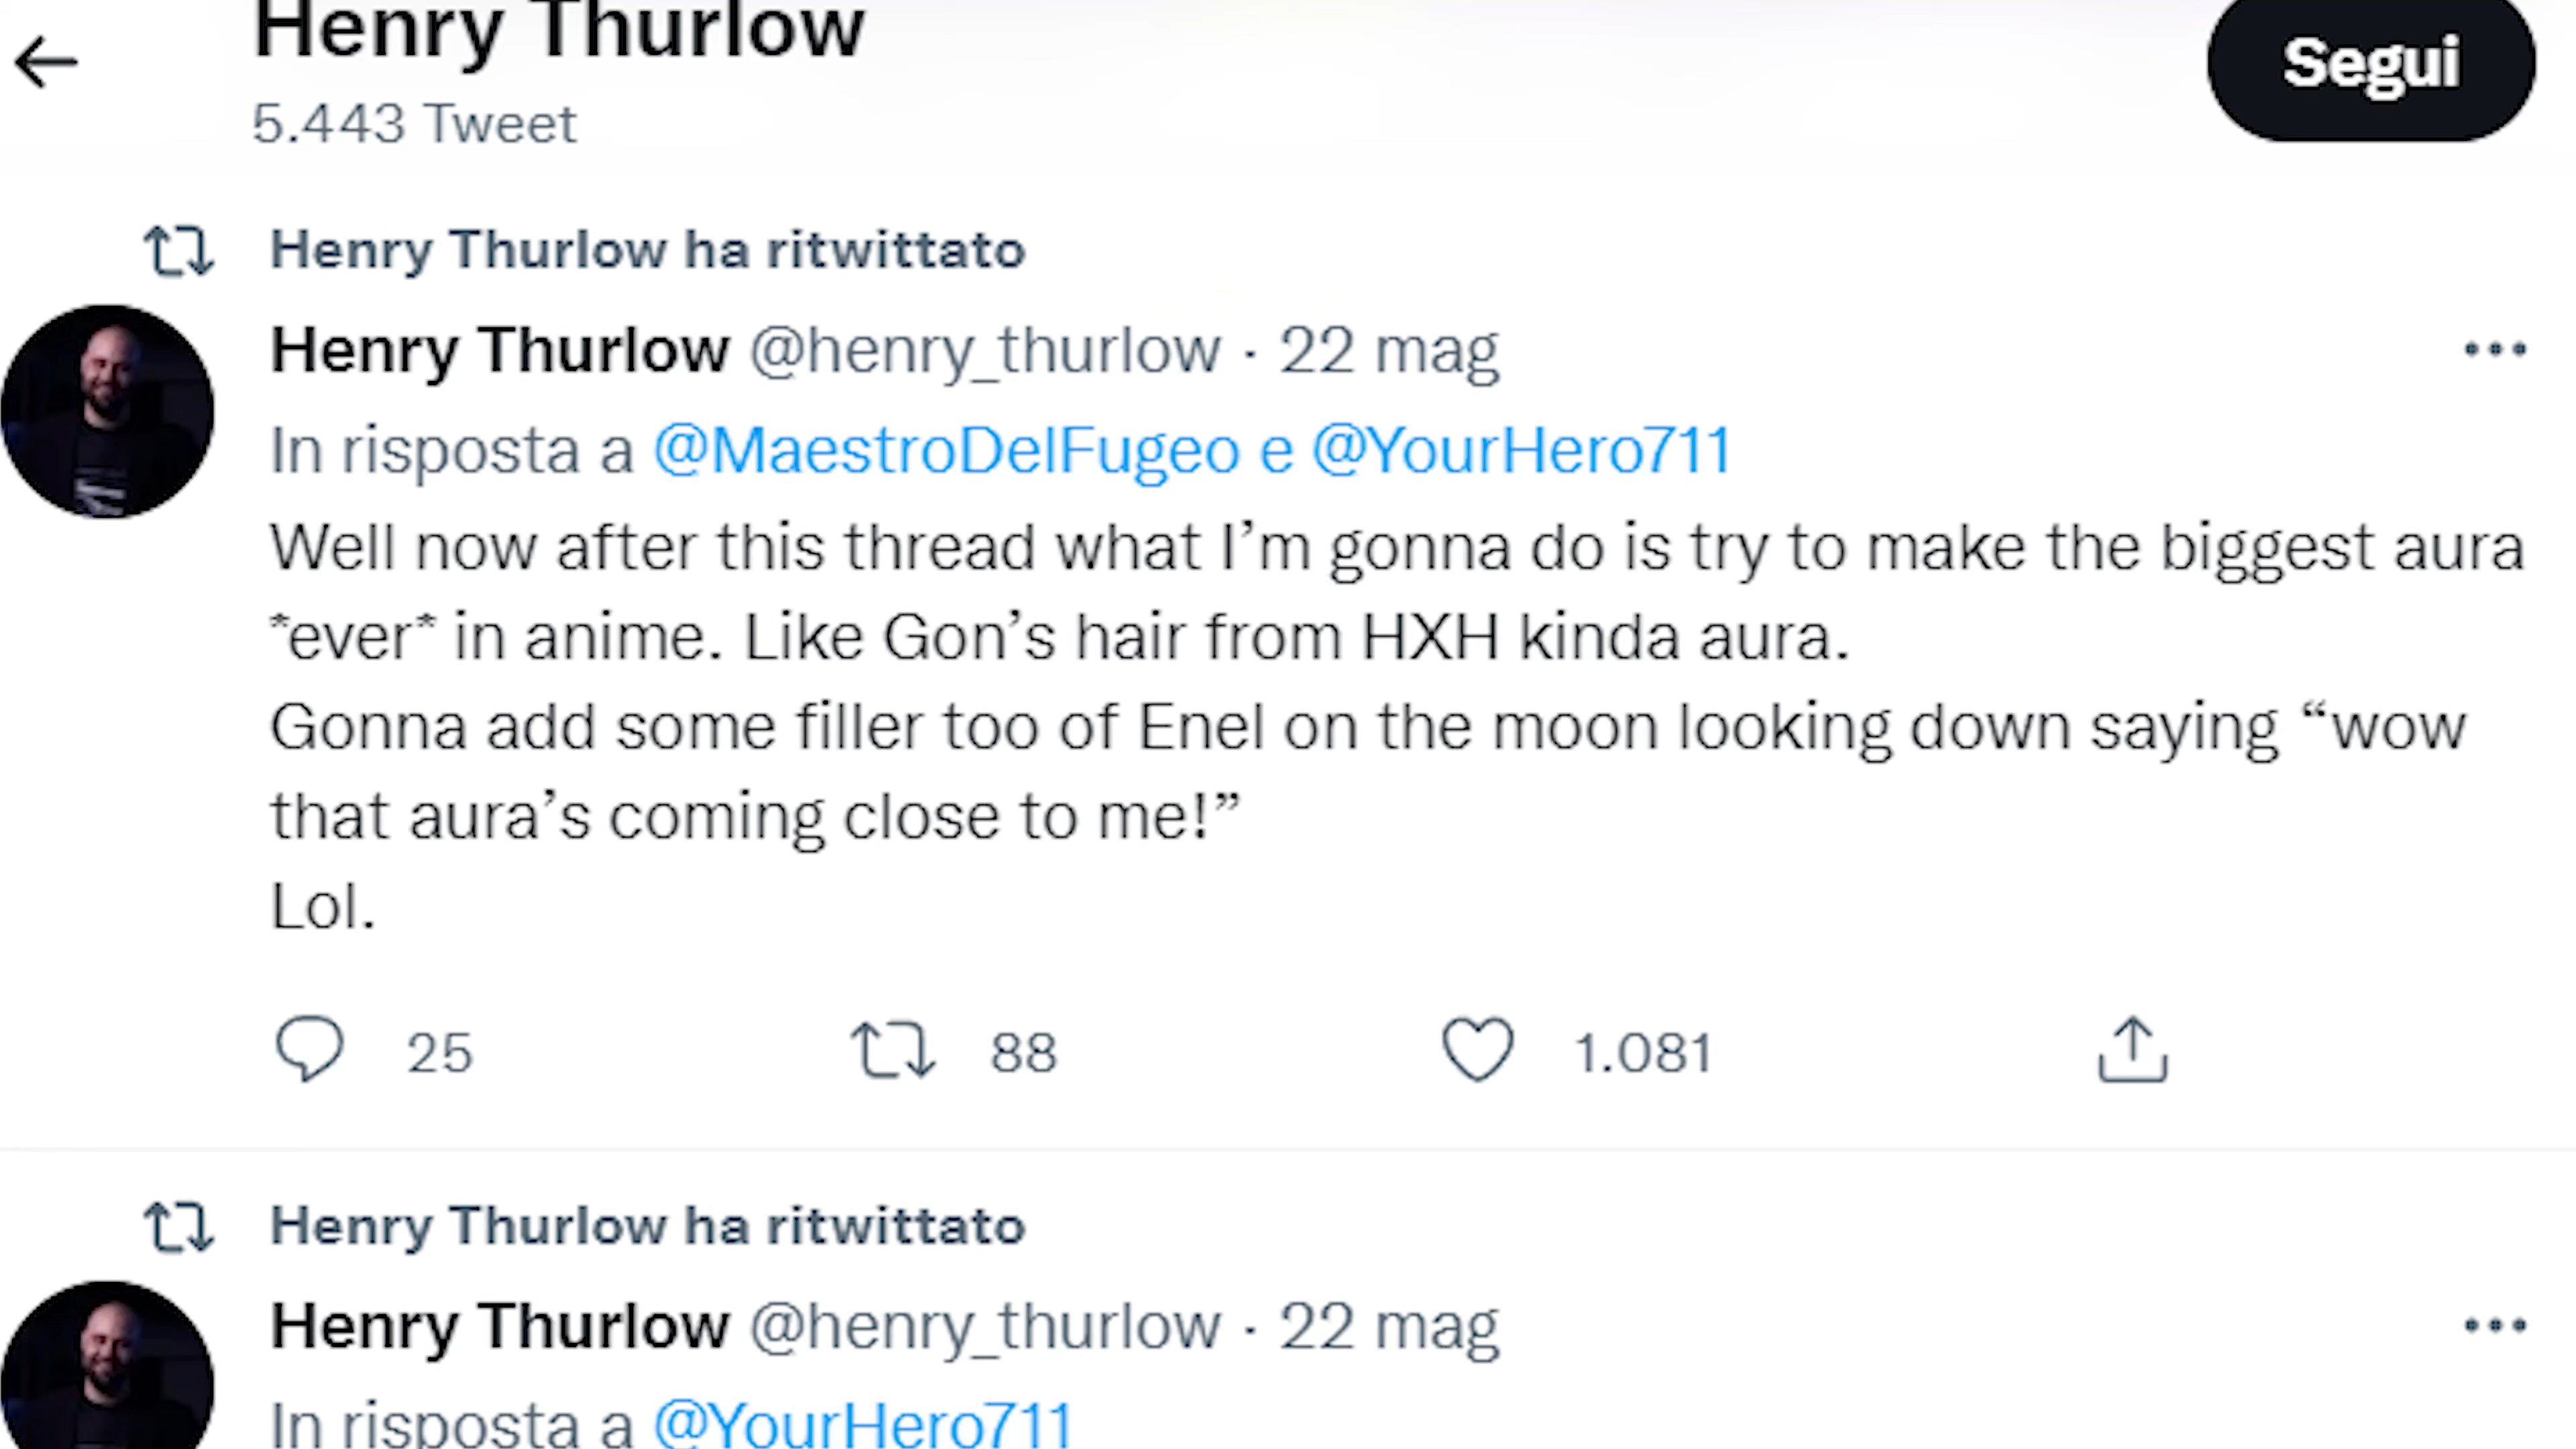 Henry Thurlow
Segui
5.443 Tweet
Henry Thurlow ha ritwittato
Henry Thurlow @henry_thurlow · 22 mag
In risposta a @MaestroDelFugeo e @YourHero711
Well now after this thread what I’m gonna do is try to make the biggest aura
*ever* in anime. Like Gon’s hair from HXH kinda aura.
Gonna add some filler too of Enel on the moon looking down saying “wow
that aura’s coming close to me!”
Lol.
25 88 1.081
Henry Thurlow ha ritwittato
Henry Thurlow @henry_thurlow · 22 mag
In risposta a @YourHero711